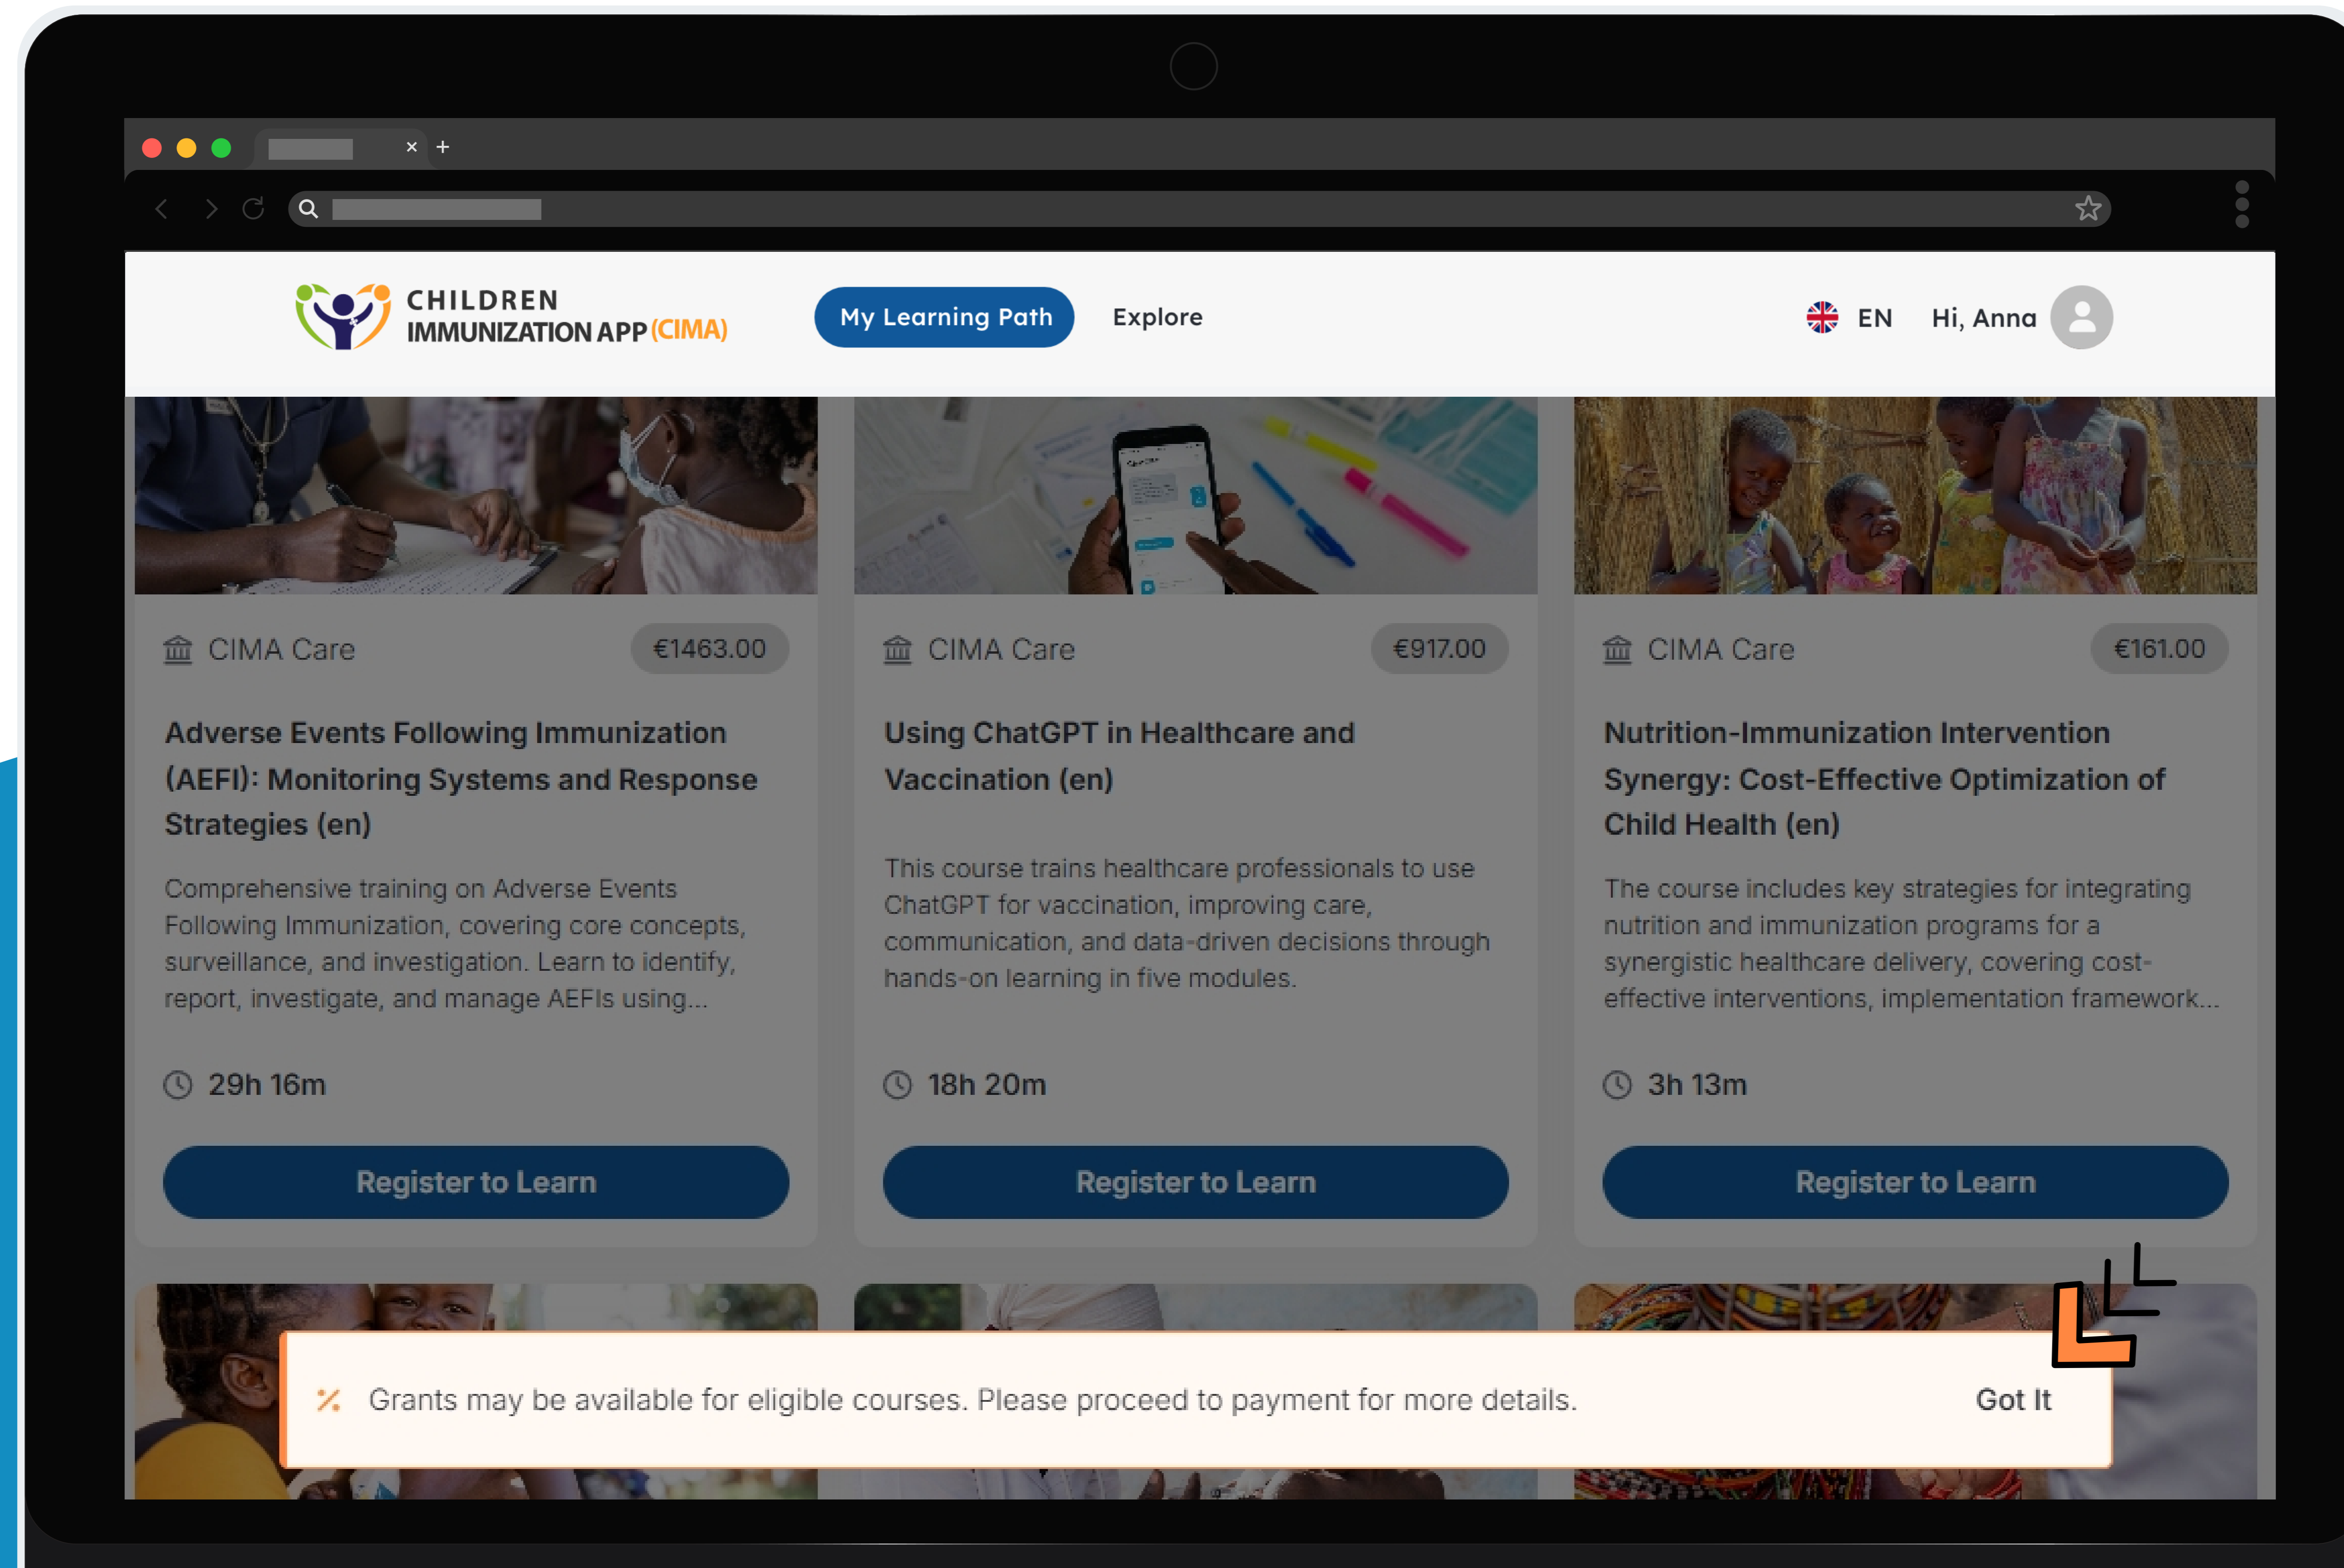 CHILDREN
IMMUNIZATION APP (CIMA)
My Learning Path
Explore
EN
Hi, Anna
CIMA Care
€1463.00
Adverse Events Following Immunization
(AEFI): Monitoring Systems and Response
Strategies (en)
Comprehensive training on Adverse Events
Following Immunization, covering core concepts,
surveillance, and investigation. Learn to identify,
report, investigate, and manage AEFIs using...
29h 16m
Register to Learn
CIMA Care
€917.00
Using ChatGPT in Healthcare and
Vaccination (en)
This course trains healthcare professionals to use
ChatGPT for vaccination, improving care,
communication, and data-driven decisions through
hands-on learning in five modules.
18h 20m
Register to Learn
CIMA Care
€161.00
Nutrition-Immunization Intervention
Synergy: Cost-Effective Optimization of
Child Health (en)
The course includes key strategies for integrating
nutrition and immunization programs for a
synergistic healthcare delivery, covering cost-
effective interventions, implementation framework...
3h 13m
Register to Learn
Grants may be available for eligible courses. Please proceed to payment for more details.
Got It